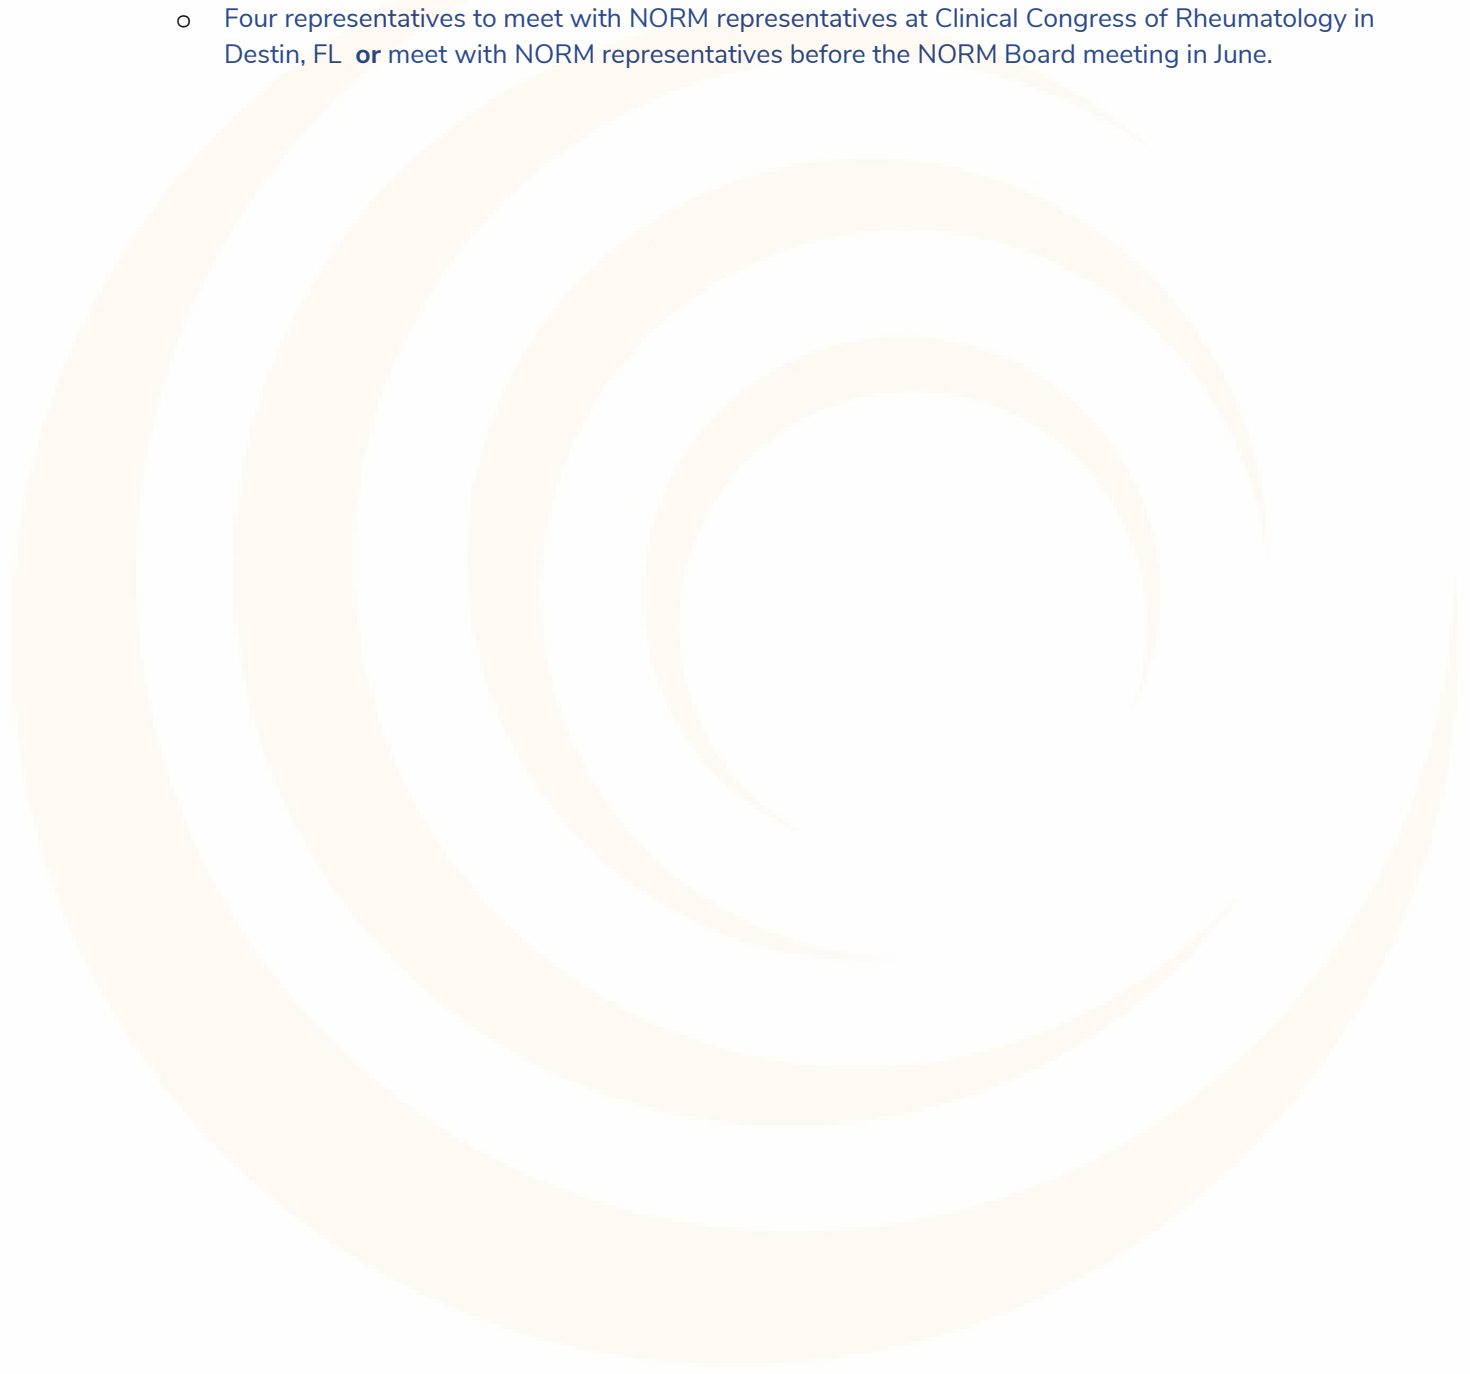 o Four representatives to meet with NORM representatives at Clinical Congress of Rheumatology in
Destin, FL or meet with NORM representatives before the NORM Board meeting in June.